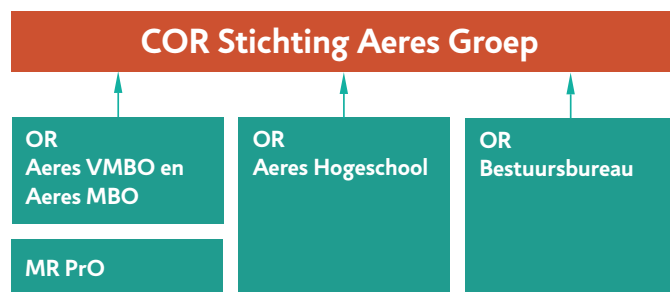 COR Stichting Aeres Groep
OR
Aeres VMBO en
Aeres MBO
MR PrO
OR
Aeres Hogeschool
OR
Bestuursbureau